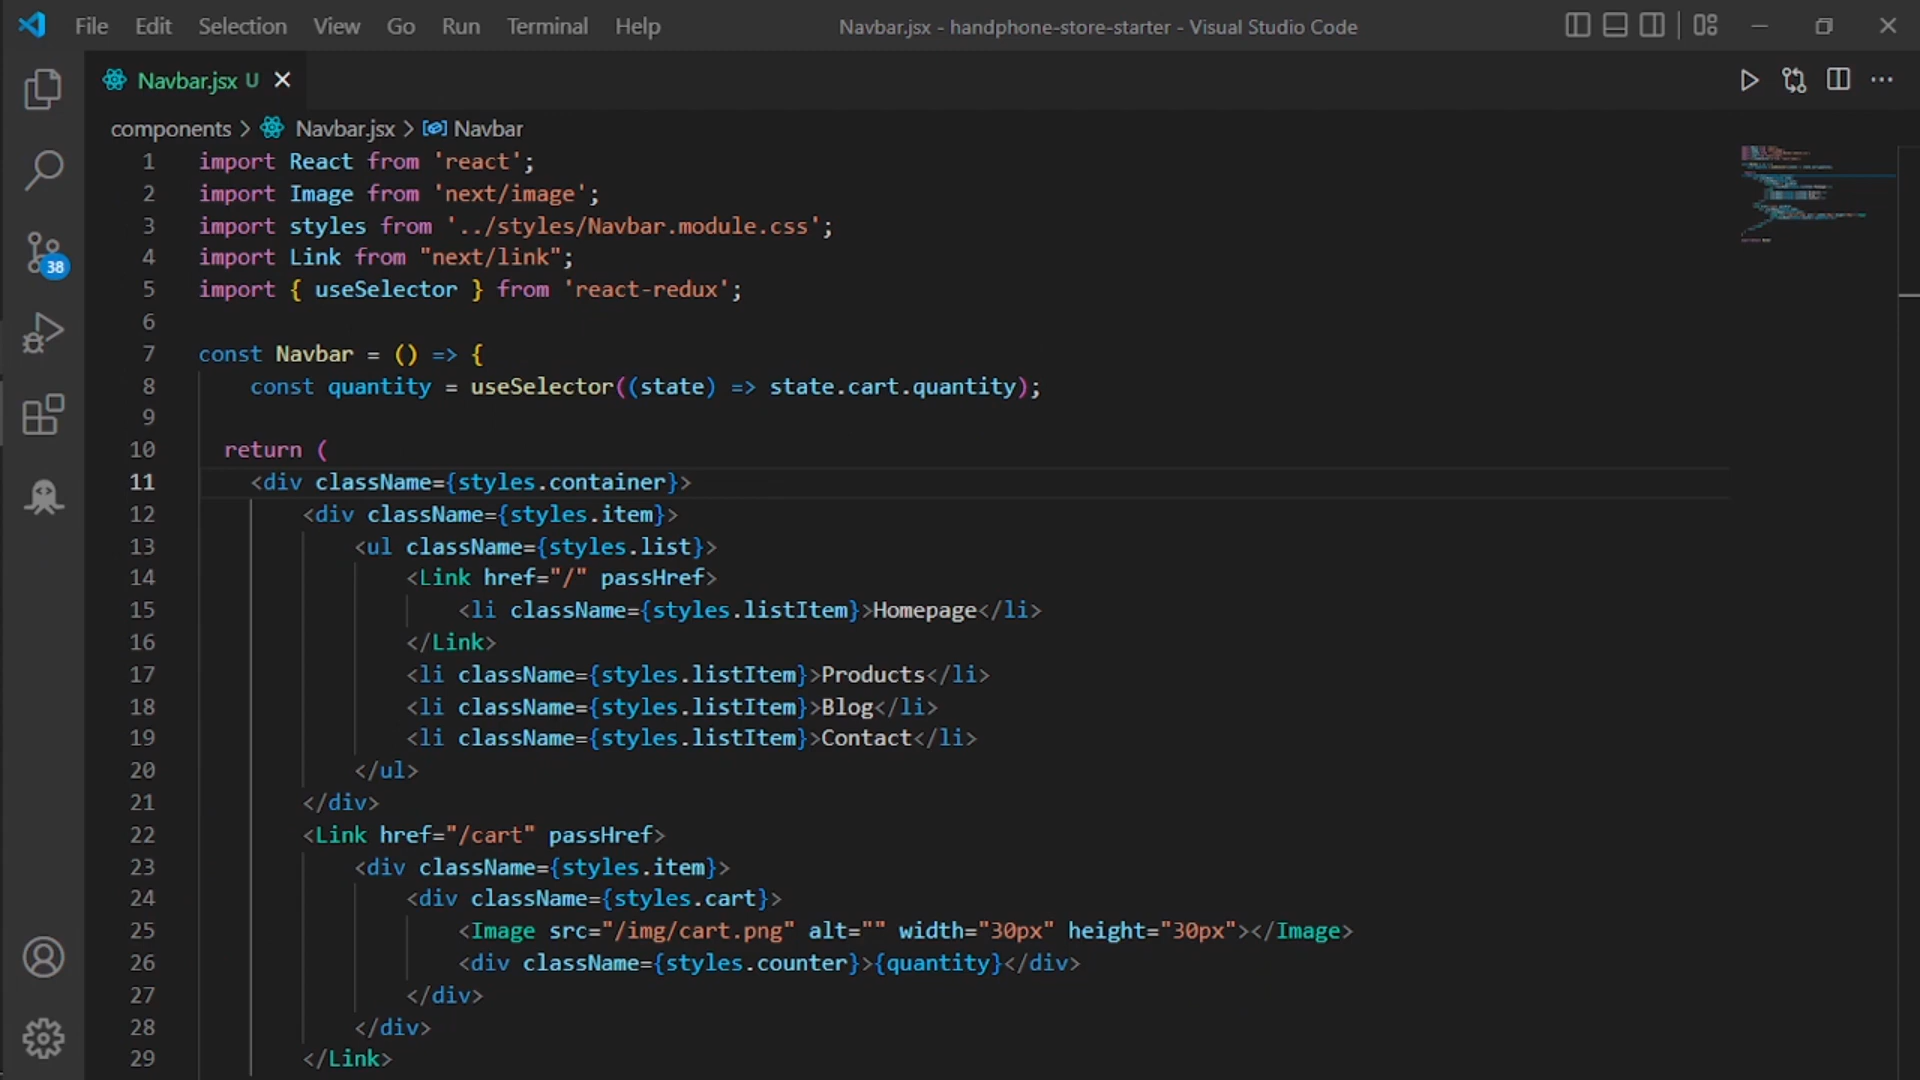 File Edit Selection View Go Run Terminal Help Navbar.jsx - handphone-store-starter - Visual Studio Code
Navbar.jsx U
components > Navbar.jsx > Navbar
1 import React from 'react';
2 import Image from 'next/image';
3 import styles from '../styles/Navbar.module.css';
4 import Link from "next/link";
5 import { useSelector } from 'react-redux';
6
7 const Navbar = () => {
8 const quantity = useSelector((state) => state.cart.quantity);
9
10 return (
11 <div className={styles.container}>
12 <div className={styles.item}>
13 <ul className={styles.list}>
14 <Link href="/" passHref>
15 <li className={styles.listItem}>Homepage</li>
16 </Link>
17 <li className={styles.listItem}>Products</li>
18 <li className={styles.listItem}>Blog</li>
19 <li className={styles.listItem}>Contact</li>
20 </ul>
21 </div>
22 <Link href="/cart" passHref>
23 <div className={styles.item}>
24 <div className={styles.cart}>
25 <Image src="/img/cart.png" alt="" width="30px" height="30px"></Image>
26 <div className={styles.counter}>{quantity}</div>
27 </div>
28 </div>
29 </Link>
38